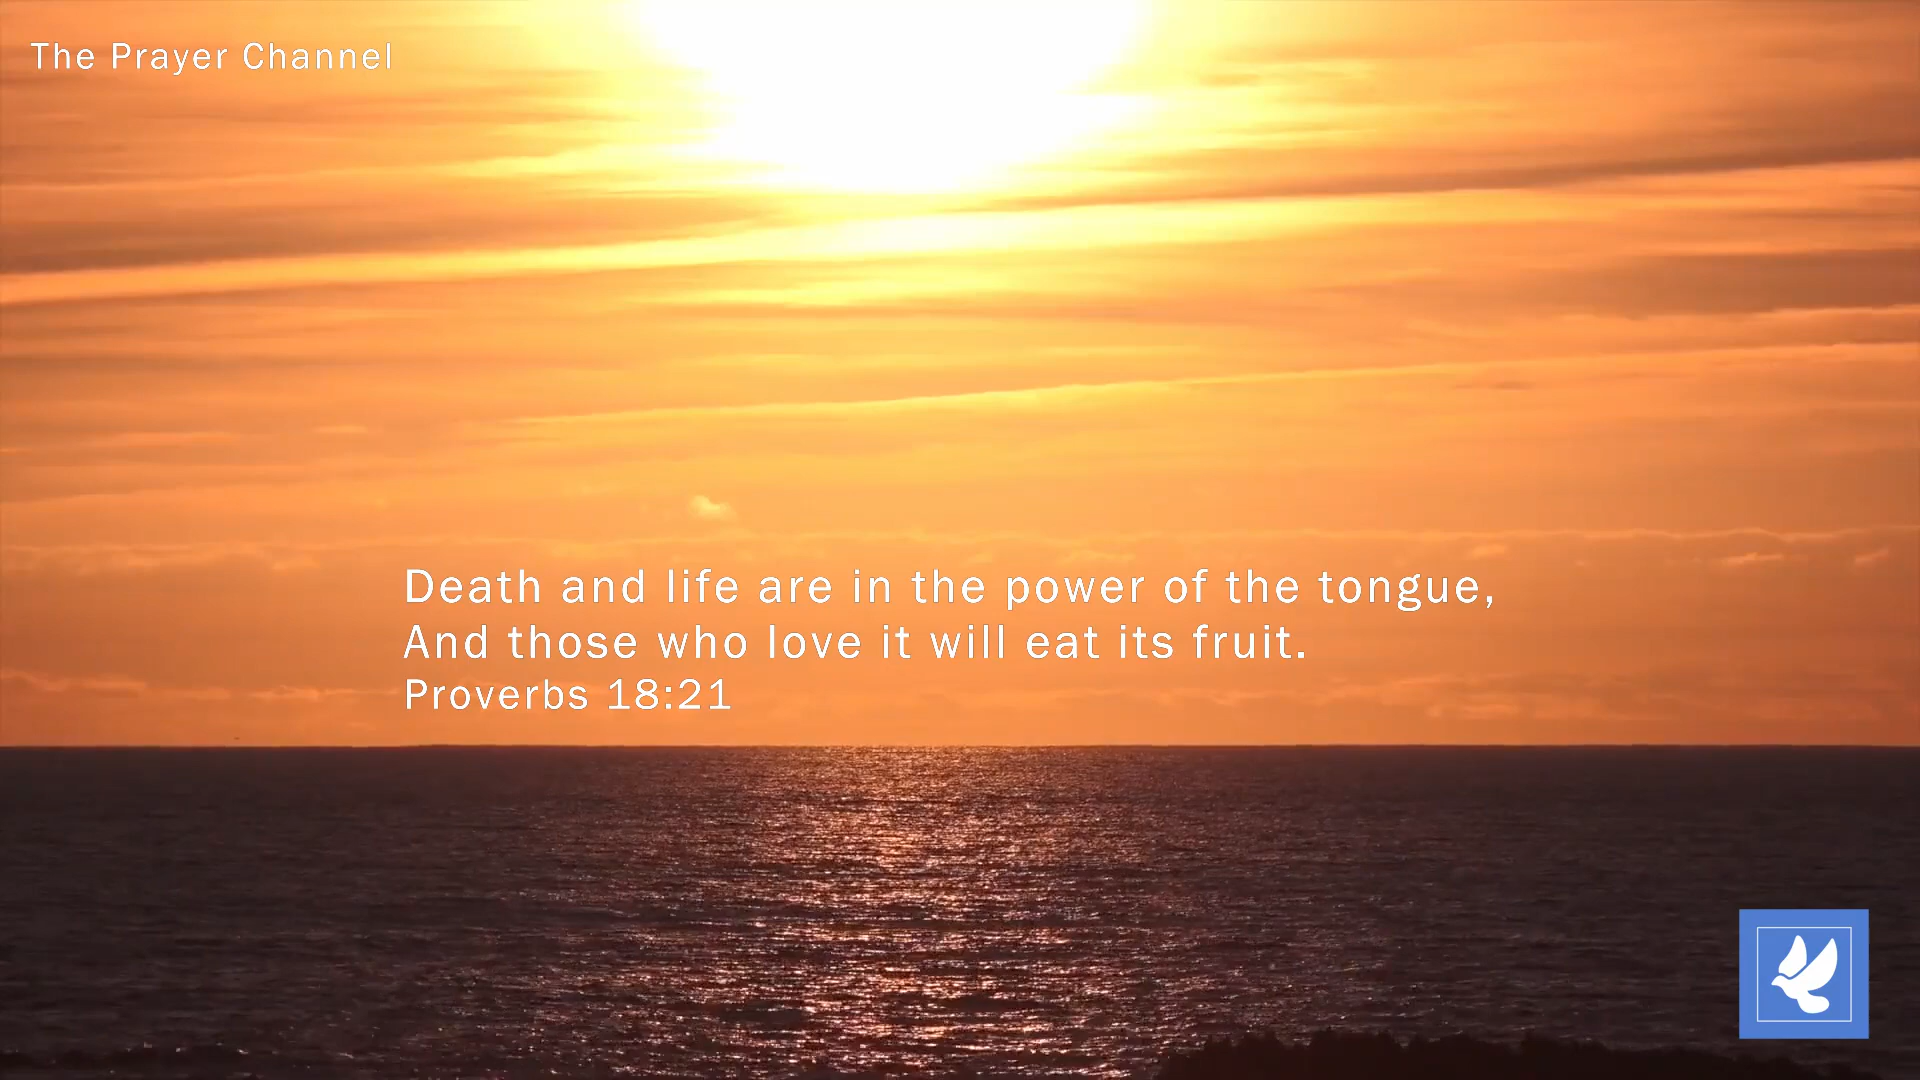 The Prayer Channel
Death and life are in the power of the tongue,
And those who love it will eat its fruit.
Proverbs 18:21